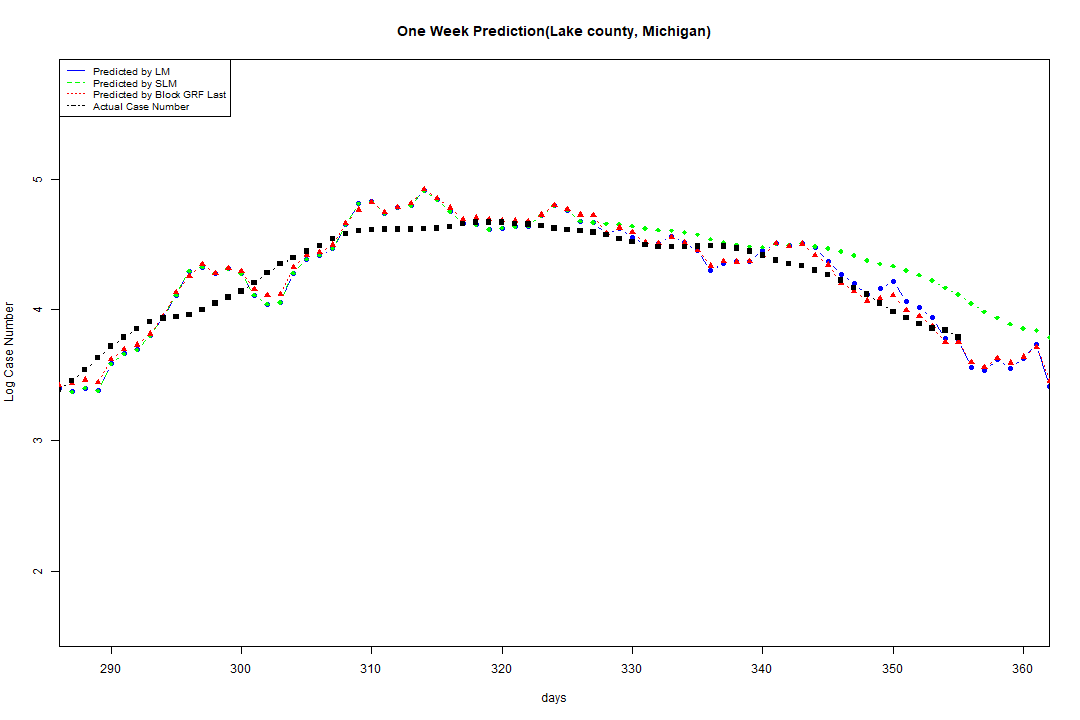 One Week Prediction(Lake county, Michigan)
Predicted by LM
Predicted by SLM
Predicted by Block GRF Last
Actual Case Number
Log Case Number
5
4
3
2
290 300 310 320 330 340 350 360
days